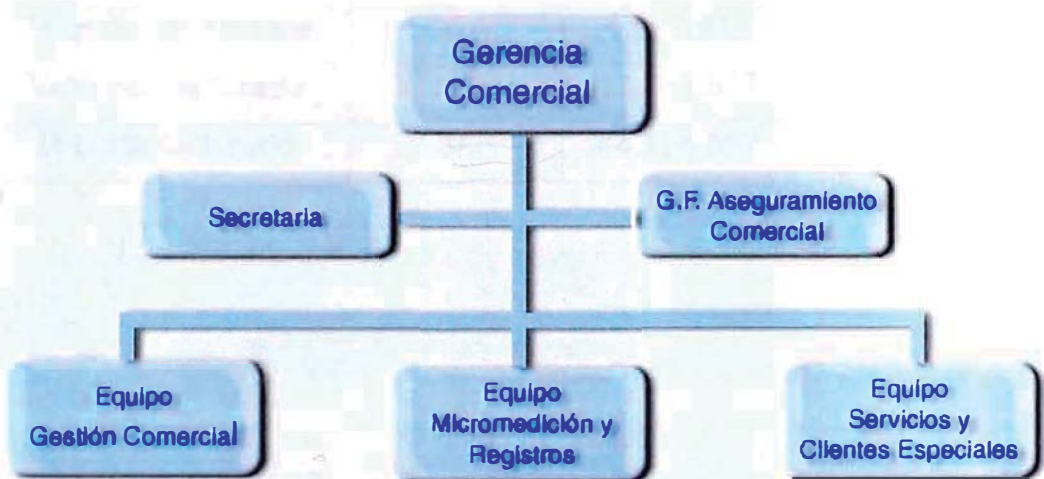 Gerencia
Comercial
Secretaria
G.F. Aseguramiento
Comercial
Equipo
Gestión Comercial
Equipo
Micromedición y
Registros
Equipo
Servicios y
Clientes Especiales